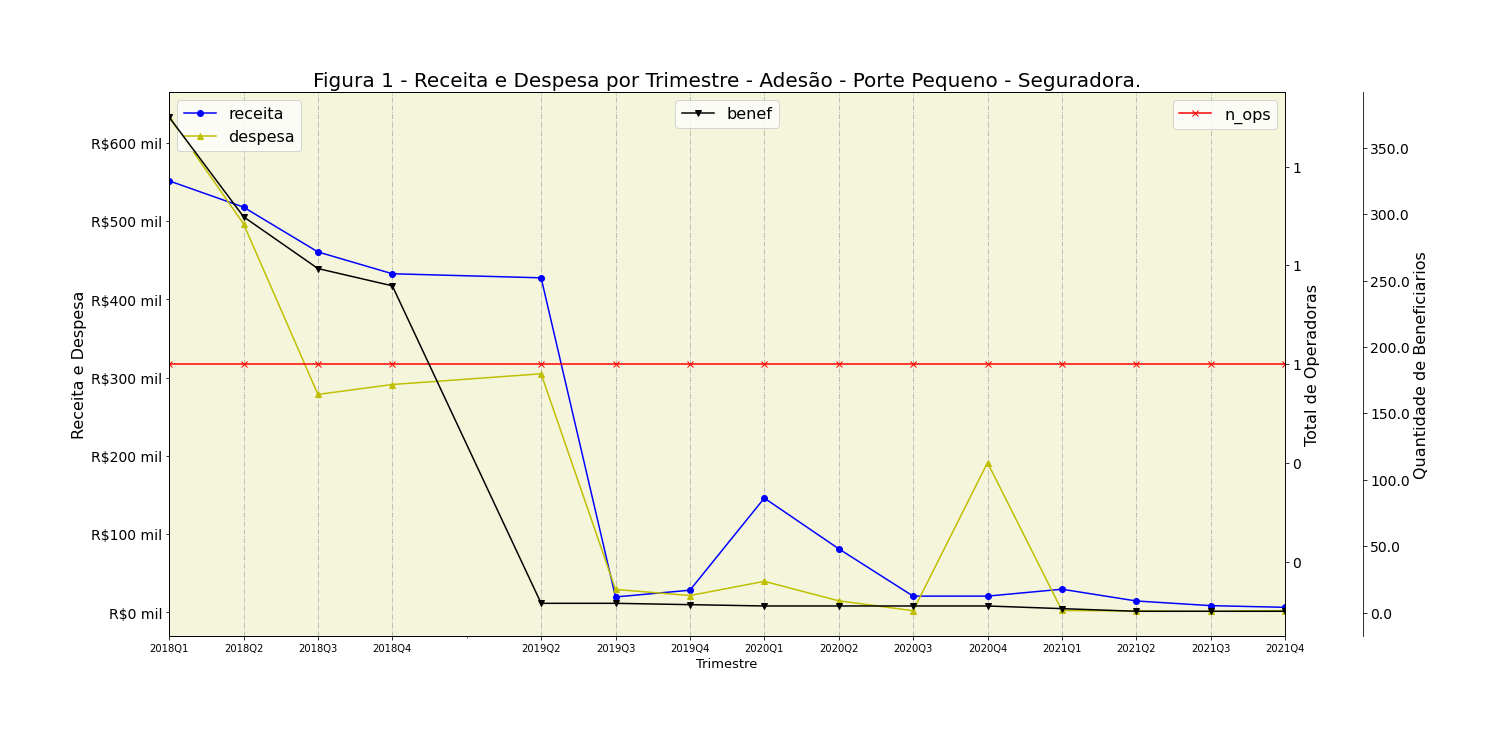 Figura 1 - Receita e Despesa por Trimestre - Adesão - Porte Pequeno - Seguradora.
receita
despesa
benef
n_ops
Receita e Despesa
R$600 mil
R$500 mil
R$400 mil
R$300 mil
R$200 mil
R$100 mil
R$0 mil
1
1
1
0
0
Total de Operadoras
350.0
300.0
250.0
200.0
150.0
100.0
50.0
0.0
Quantidade de Beneficiarios
2018Q1 2018Q2 2018Q3 2018Q4 2019Q2 2019Q3 2019Q4 2020Q1 2020Q2 2020Q3 2020Q4 2021Q1 2021Q2 2021Q3 2021Q4
Trimestre